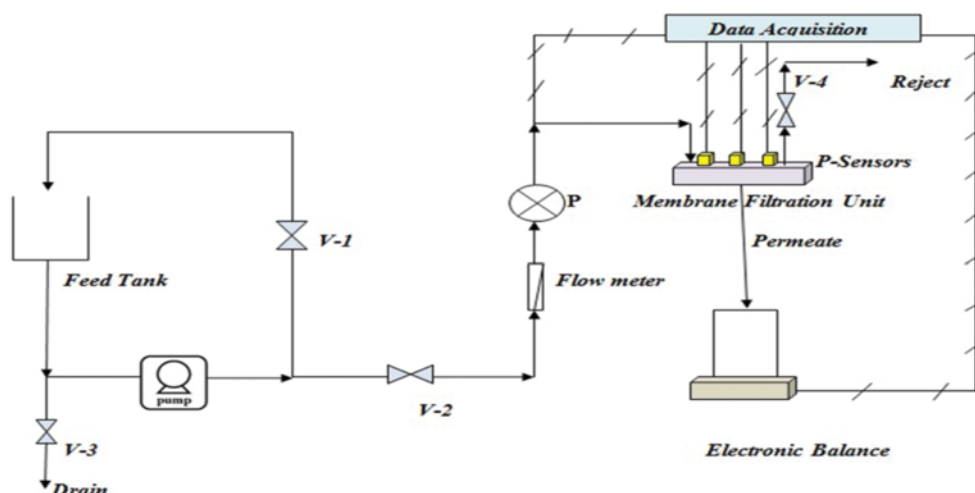 Data Acquisition
V-4
Reject
P-Sensors
P
Membrane Filtration Unit
V-1
Permeate
Feed Tank
Flow meter
pump
V-2
V-3
Electronic Balance
Drain